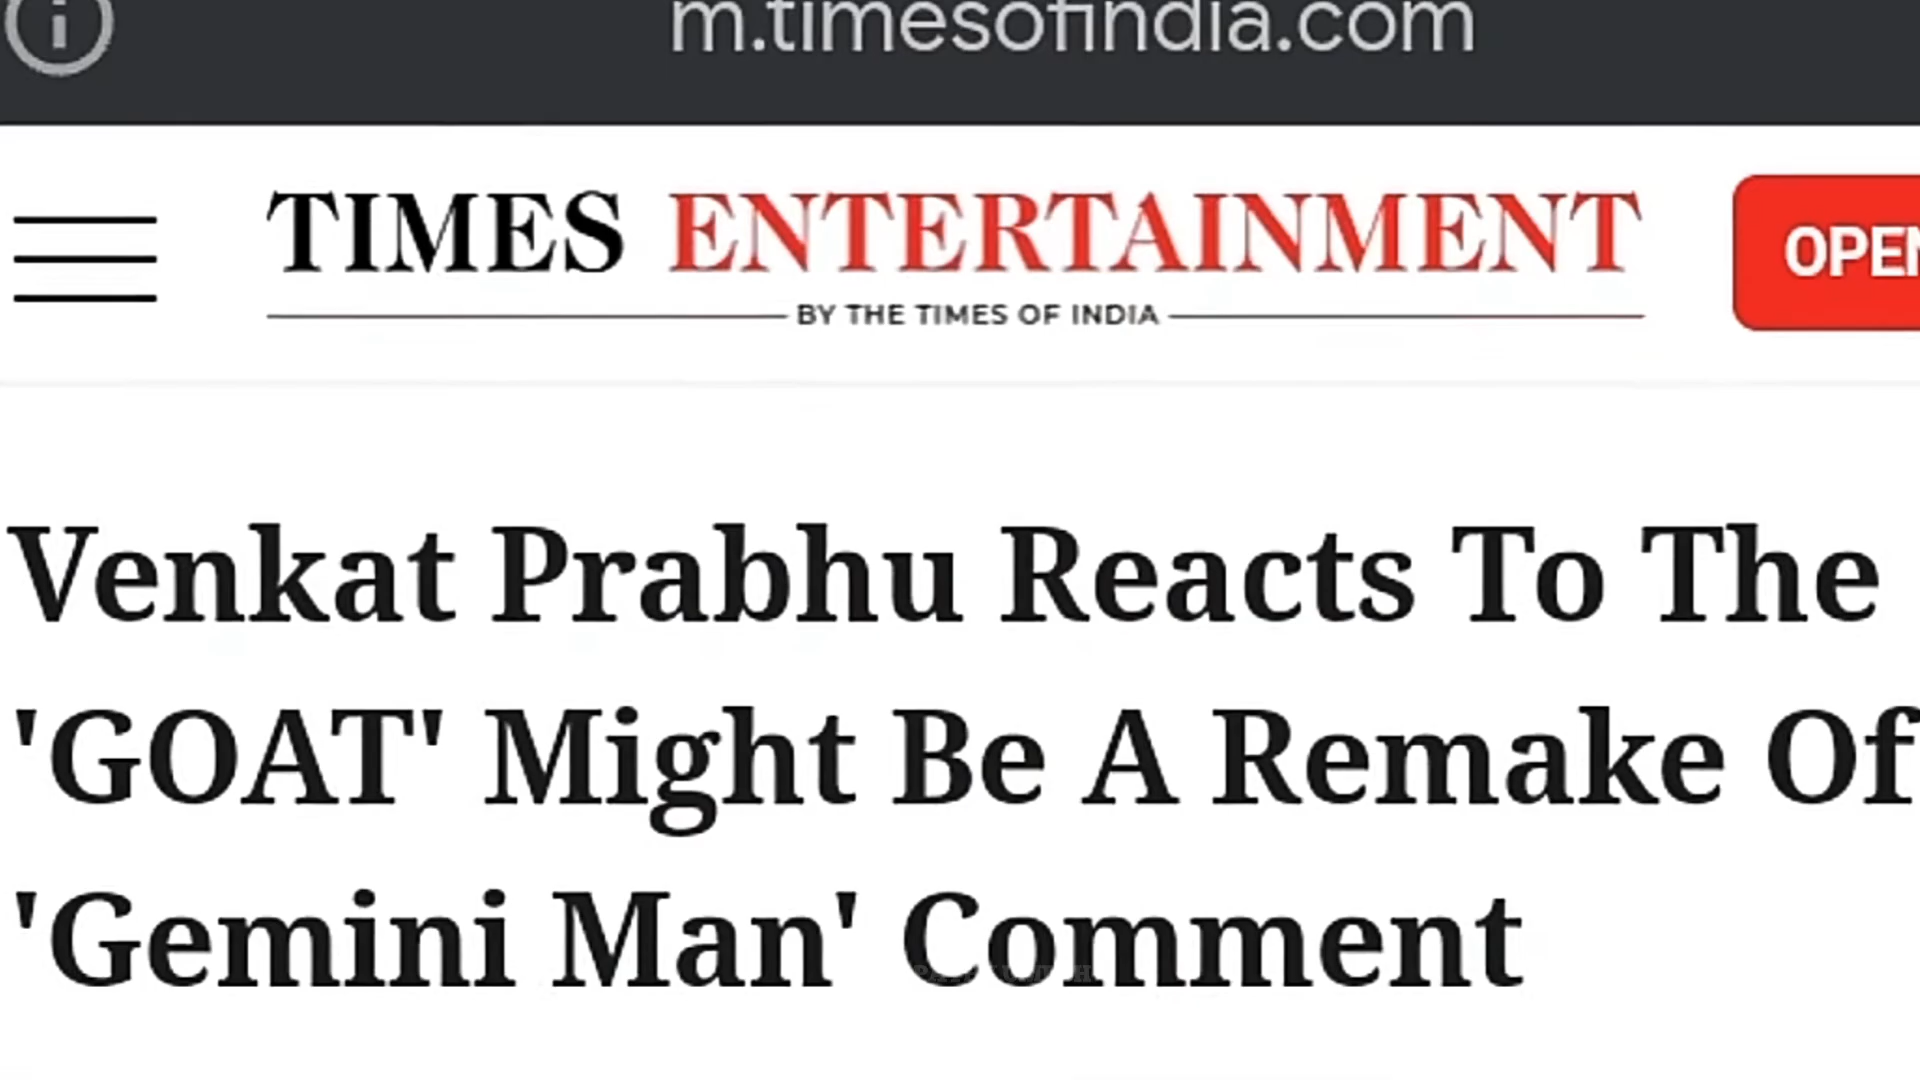 m.timesofindia.com
TIMES ENTERTAINMENT
OPEN
BY THE TIMES OF INDIA
Venkat Prabhu Reacts To The
'GOAT' Might Be A Remake Of
'Gemini Man' Comment